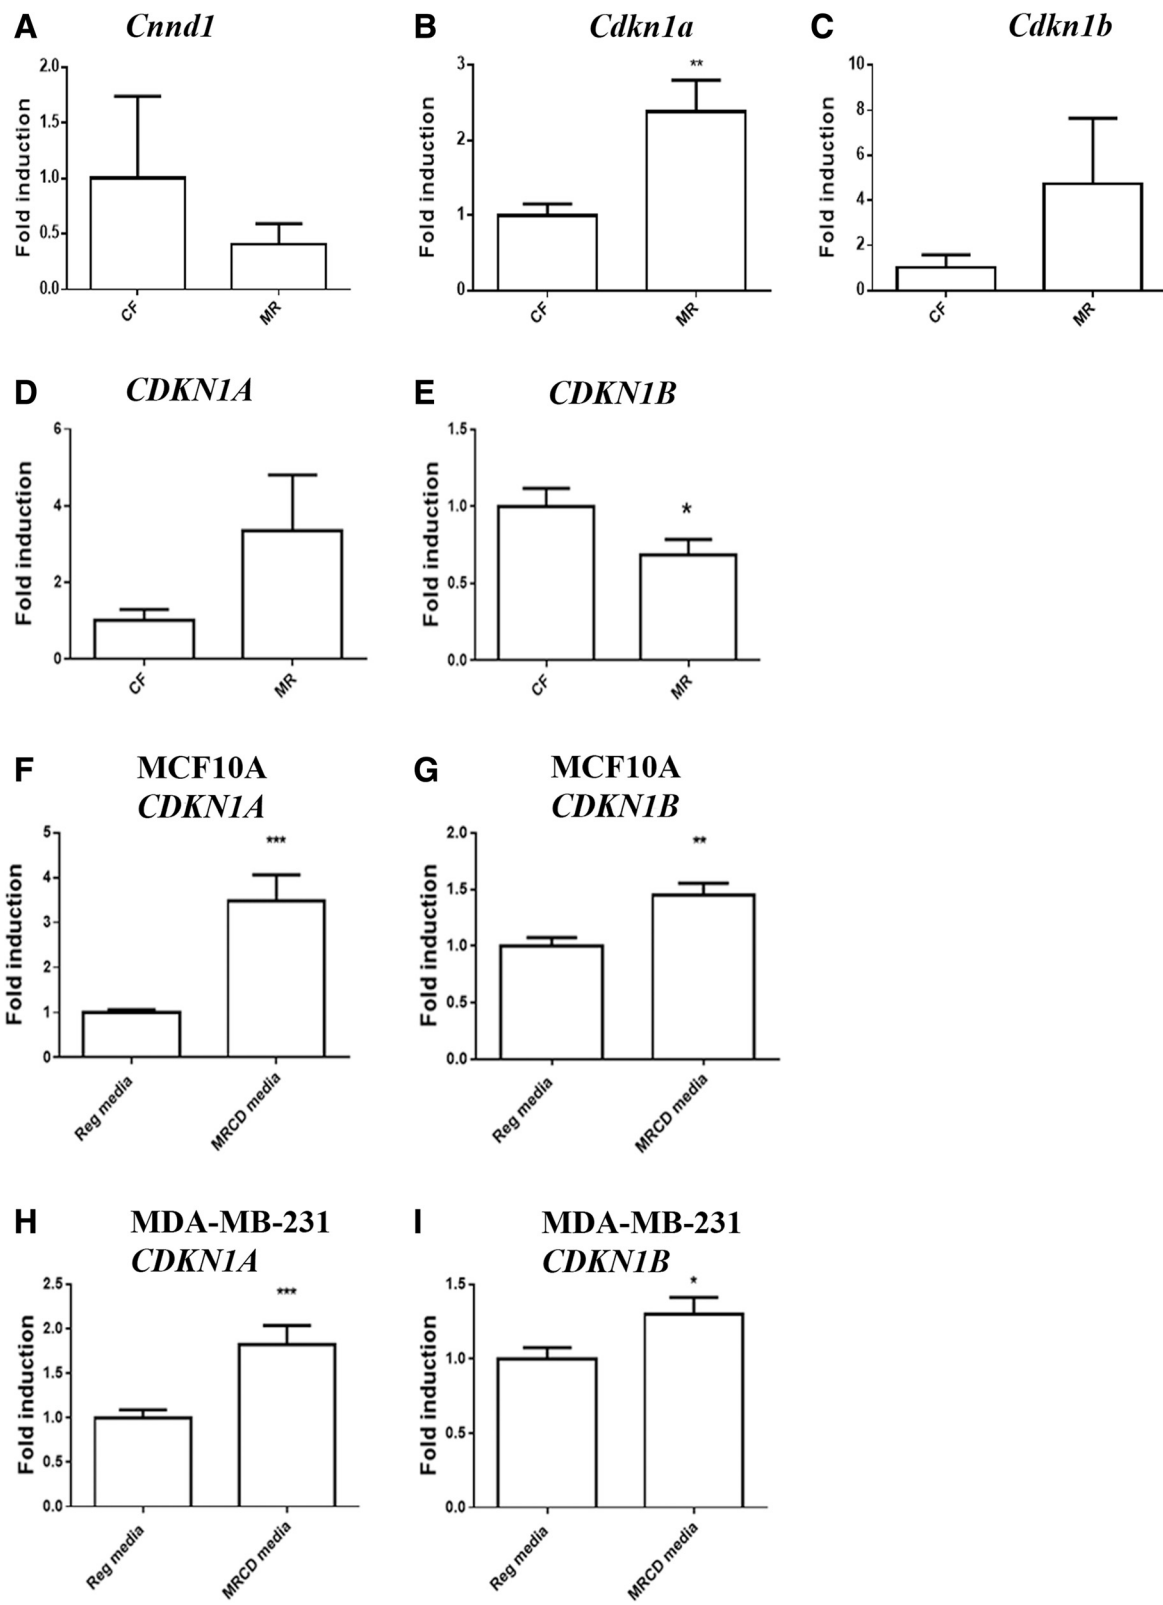 A
Cnnd1
Fold induction
2.0
1.5
1.0
0.5
0.0
CF
MR
B
Cdkn1a
Fold induction
3
2
1
0
**
CF
MR
C
Cdkn1b
Fold induction
10
8
6
4
2
0
CF
MR
D
CDKN1A
Fold induction
6
4
2
0
CF
MR
E
CDKN1B
Fold induction
1.5
1.0
0.5
0.0
*
CF
MR
F
MCF10A
CDKN1A
Fold induction
5
4
3
2
1
0
***
Reg media
MRCD media
G
MCF10A
CDKN1B
Fold induction
2.0
1.5
1.0
0.5
0.0
**
Reg media
MRCD media
H
MDA-MB-231
CDKN1A
Fold induction
2.5
2.0
1.5
1.0
0.5
0.0
***
Reg media
MRCD media
I
MDA-MB-231
CDKN1B
Fold induction
1.5
1.0
0.5
0.0
*
Reg media
MRCD media